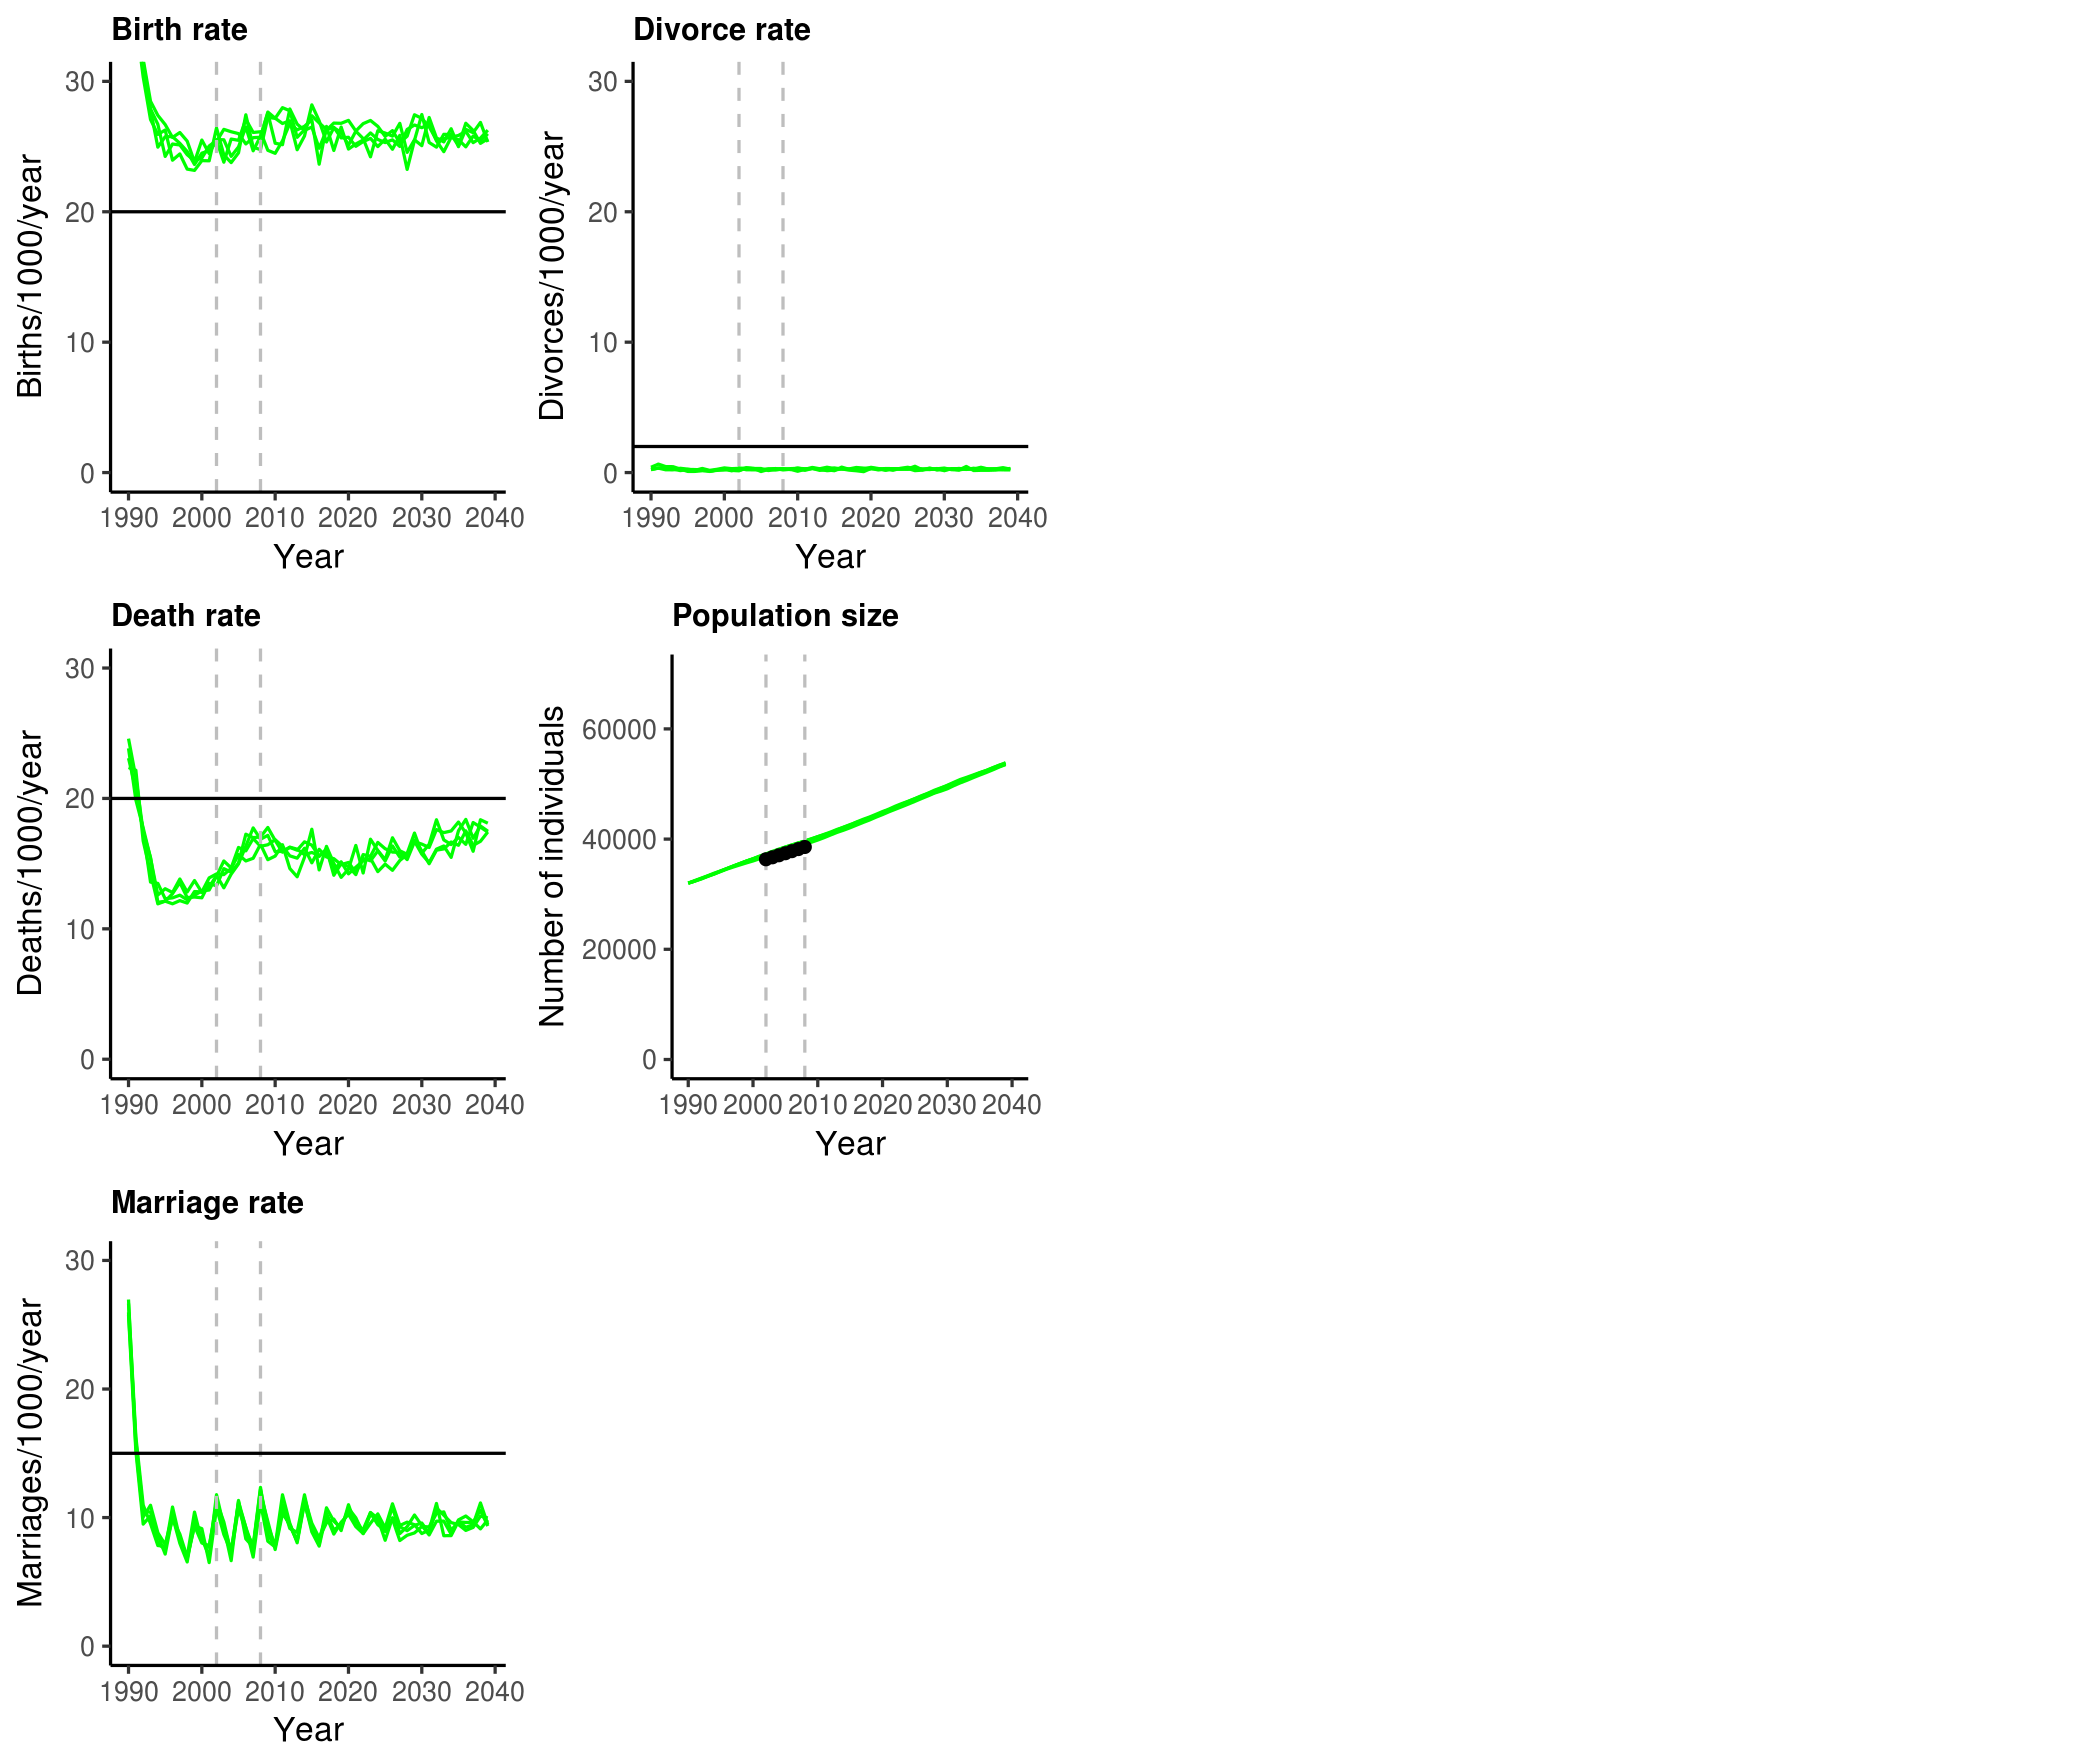 Birth rate
Births/1000/year
30
20
10
0
1990 2000 2010 2020 2030 2040
Year
Divorce rate
Divorces/1000/year
30
20
10
0
1990 2000 2010 2020 2030 2040
Year
Death rate
Deaths/1000/year
30
20
10
0
1990 2000 2010 2020 2030 2040
Year
Population size
Number of individuals
60000
40000
20000
0
1990 2000 2010 2020 2030 2040
Year
Marriage rate
Marriages/1000/year
30
20
10
0
1990 2000 2010 2020 2030 2040
Year